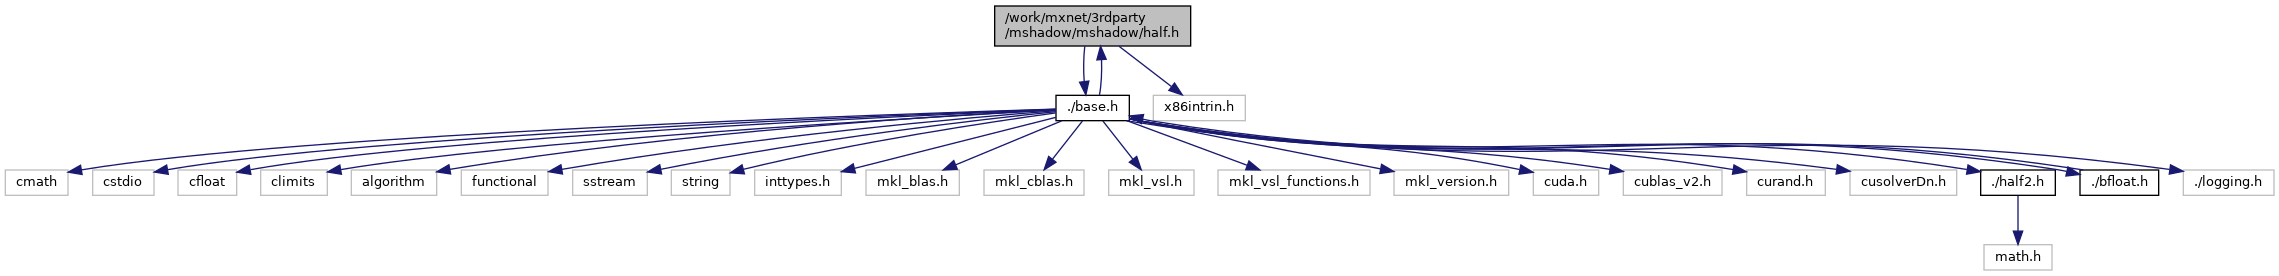 /work/mxnet/3rdparty
/mshadow/mshadow/half.h
./base.h
x86intrin.h
cmath
cstdio
cfloat
climits
algorithm
functional
sstream
string
inttypes.h
mkl_blas.h
mkl_cblas.h
mkl_vsl.h
mkl_vsl_functions.h
mkl_version.h
cuda.h
cublas_v2.h
curand.h
cusolverDn.h
./half2.h
./bfloat.h
./logging.h
math.h